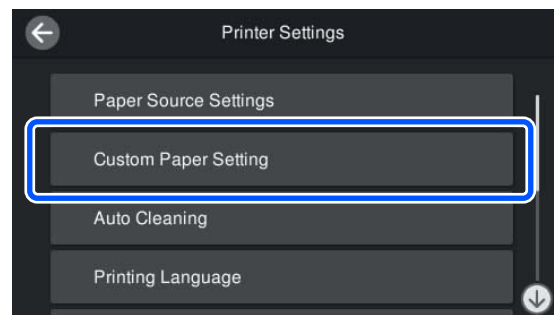 Printer Settings
Paper Source Settings
Custom Paper Setting
Auto Cleaning
Printing Language